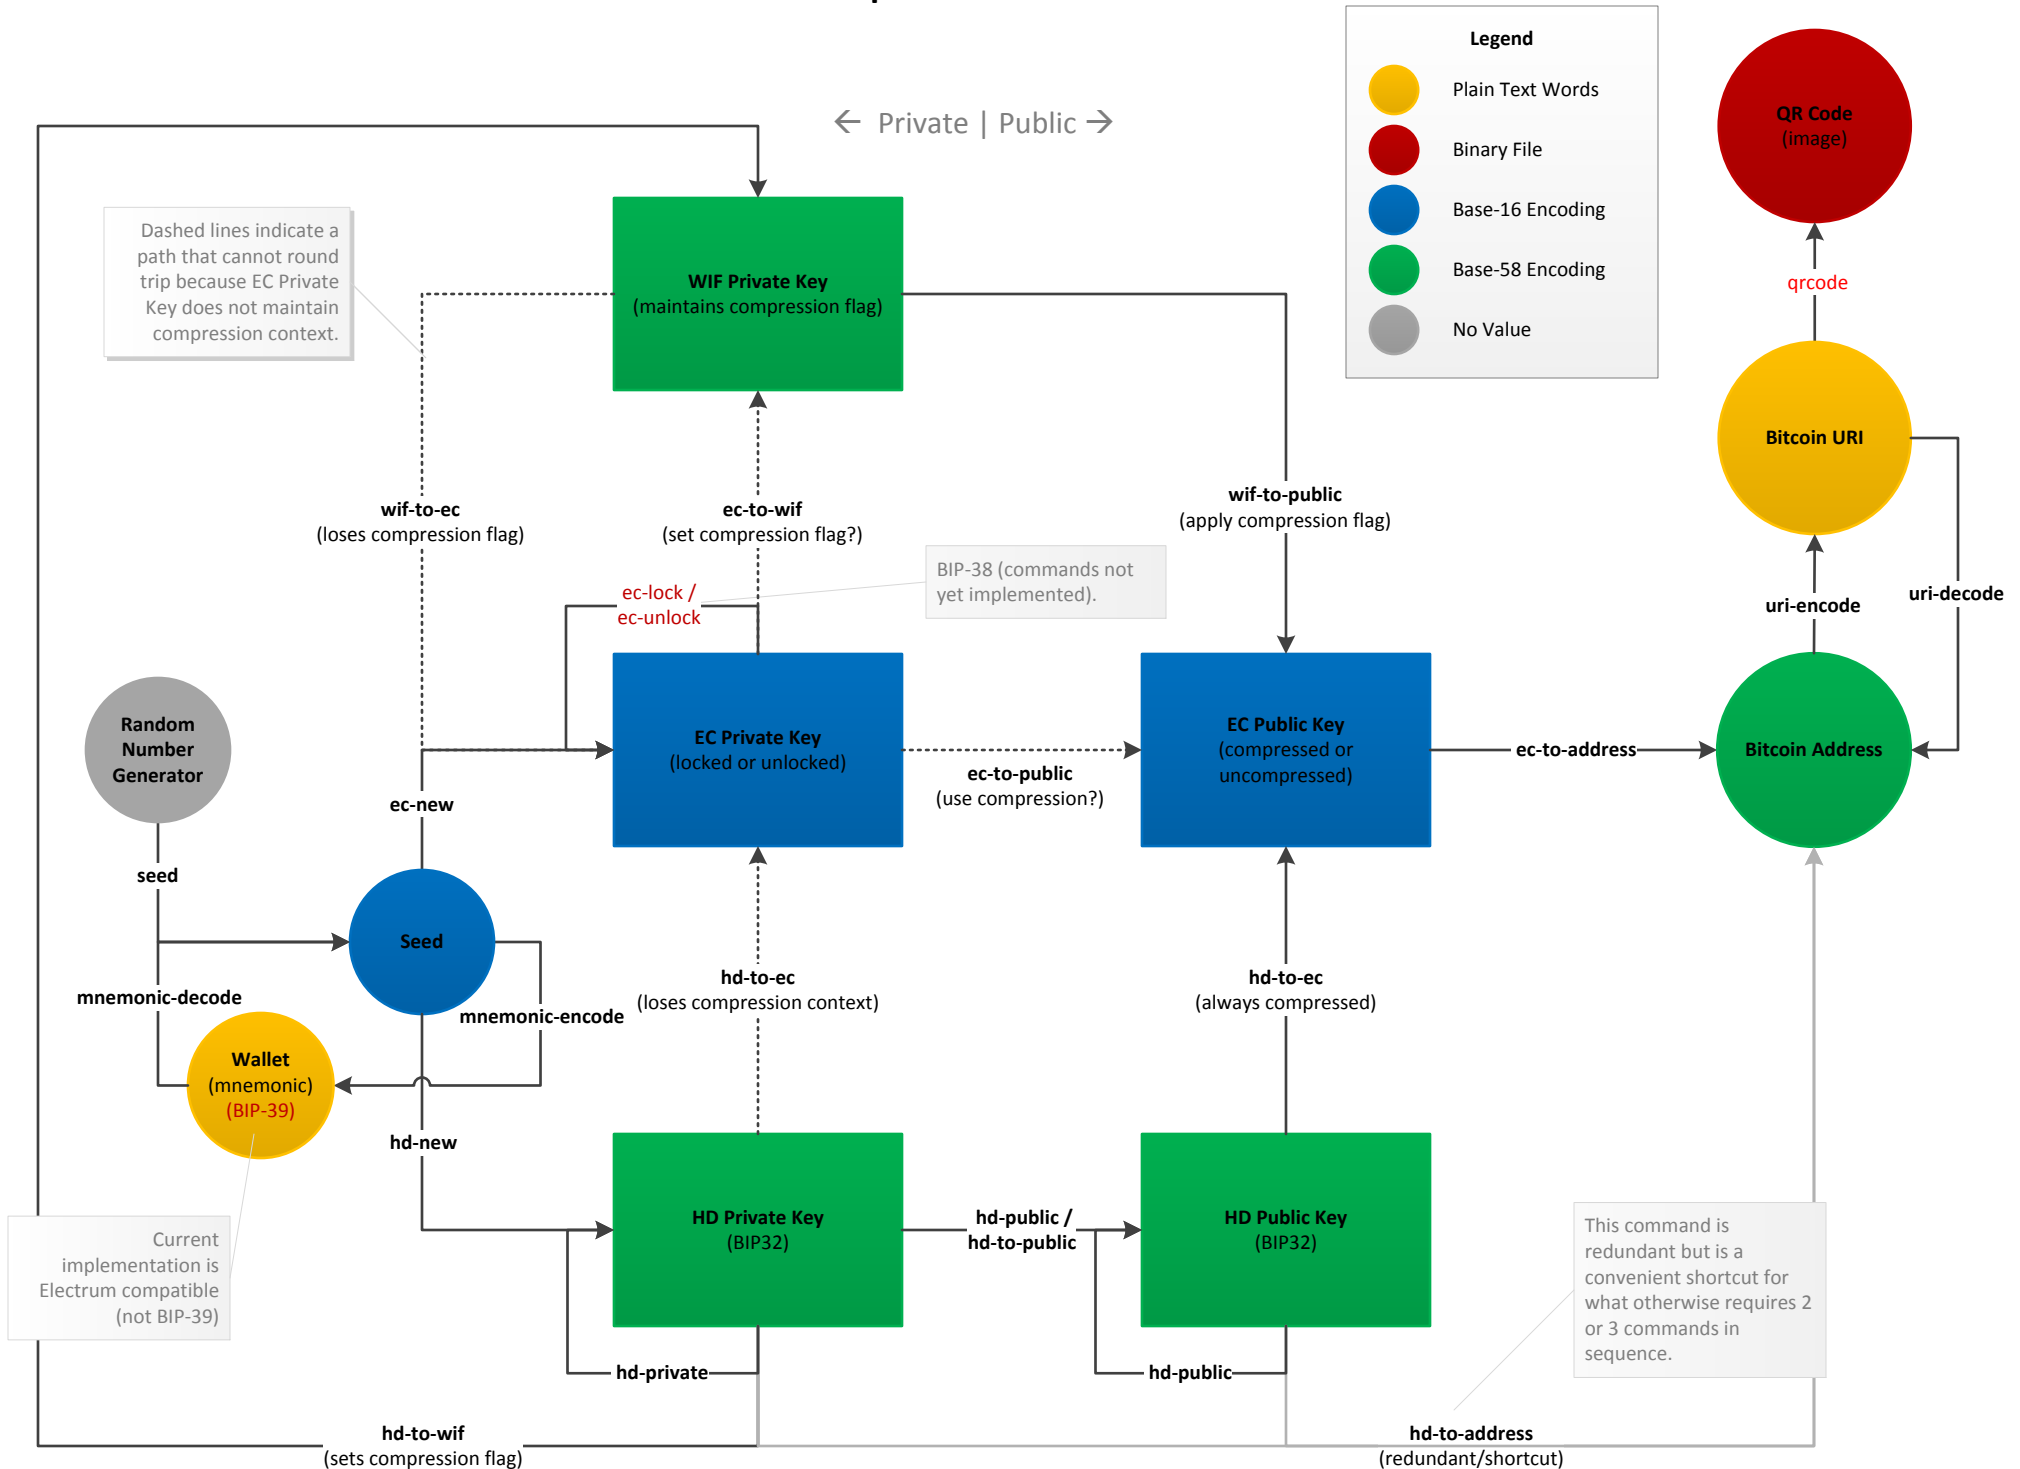 Legend
Plain Text Words
Binary File
Base-16 Encoding
Base-58 Encoding
No Value
← Private | Public →
QR Code
(image)
qrcode
Bitcoin URI
uri-encode
uri-decode
Bitcoin Address
Dashed lines indicate a
path that cannot round
trip because EC Private
Key does not maintain
compression context.
WIF Private Key
(maintains compression flag)
wif-to-ec
(loses compression flag)
ec-to-wif
(set compression flag?)
wif-to-public
(apply compression flag)
BIP-38 (commands not
yet implemented).
ec-lock /
ec-unlock
Random
Number
Generator
EC Private Key
(locked or unlocked)
ec-to-public
(use compression?)
EC Public Key
(compressed or
uncompressed)
ec-to-address
ec-new
seed
Seed
mnemonic-decode
mnemonic-encode
Wallet
(mnemonic)
(BIP-39)
hd-to-ec
(loses compression context)
hd-to-ec
(always compressed)
hd-new
Current
implementation is
Electrum compatible
(not BIP-39)
HD Private Key
(BIP32)
hd-public /
hd-to-public
HD Public Key
(BIP32)
This command is
redundant but is a
convenient shortcut for
what otherwise requires 2
or 3 commands in
sequence.
hd-private
hd-public
hd-to-wif
(sets compression flag)
hd-to-address
(redundant/shortcut)